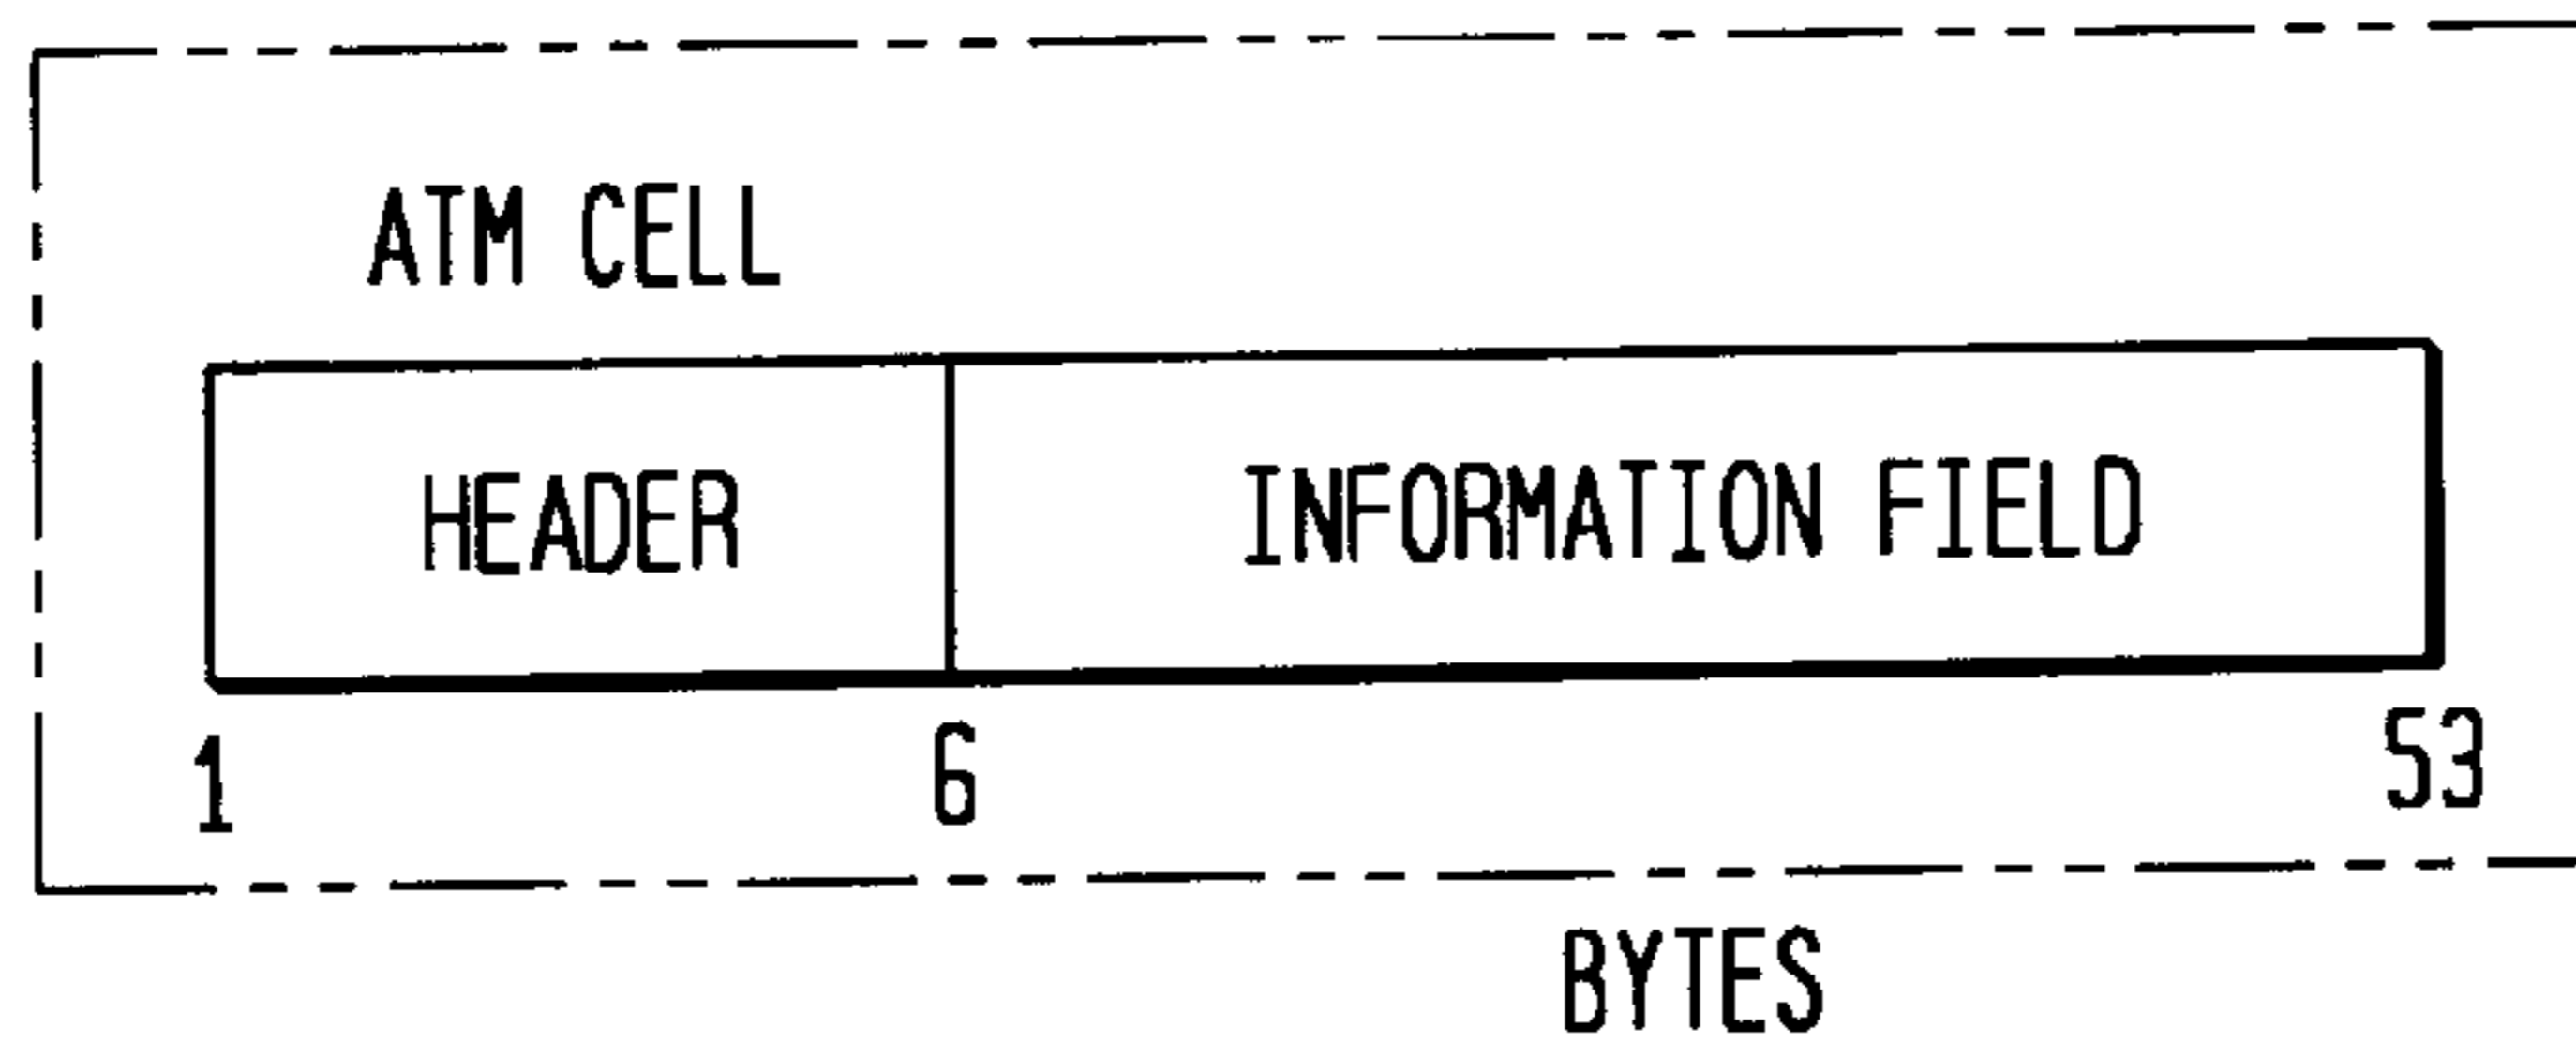 ATM CELL
HEADER INFORMATION FIELD
1 6 53
BYTES